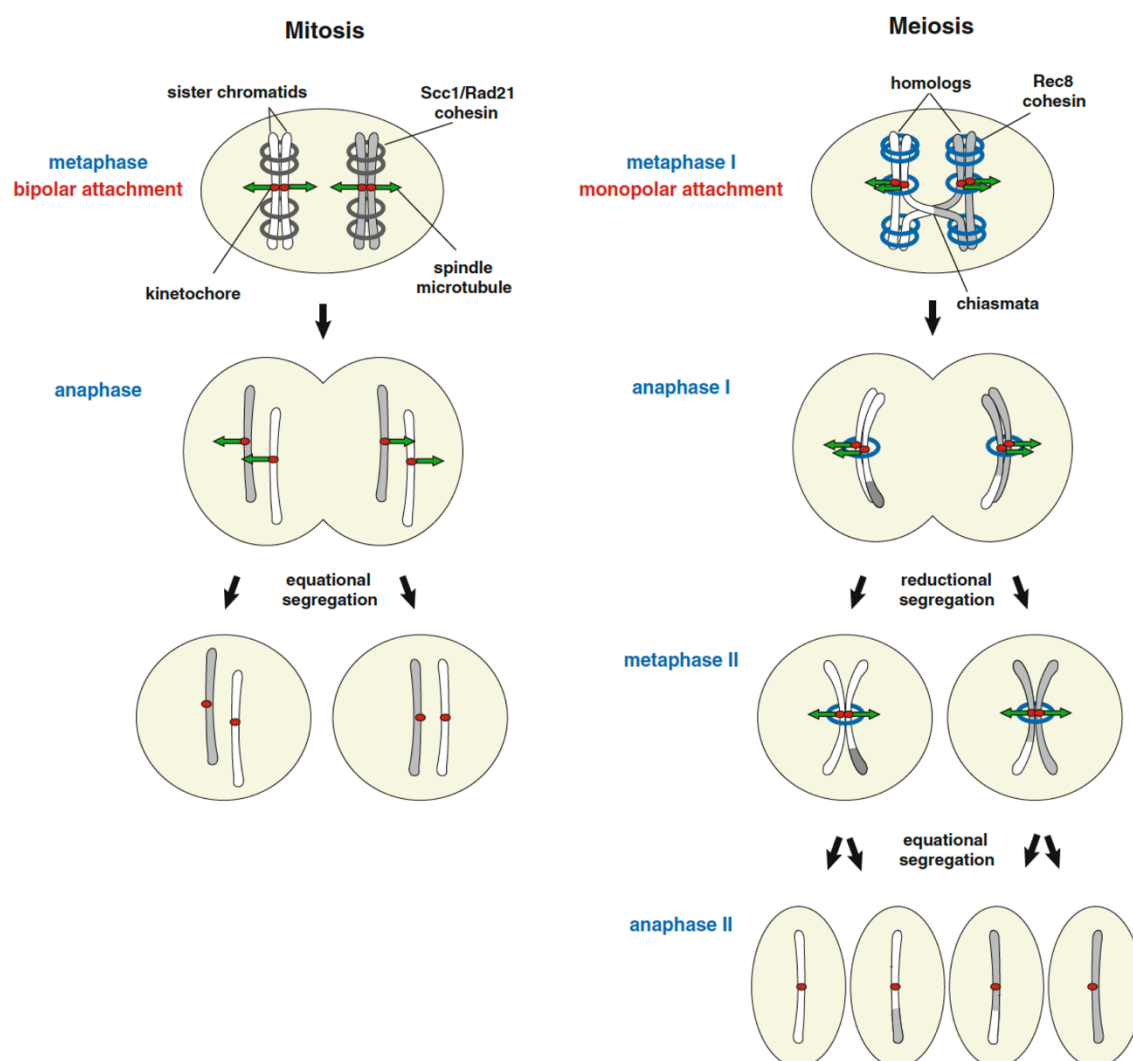 Mitosis
sister chromatids
Scc1/Rad21
cohesin
metaphase
bipolar attachment
kinetochore
spindle
microtubule
anaphase
equational
segregation
Meiosis
homologs
Rec8
cohesin
metaphase I
monopolar attachment
chiasmata
anaphase I
reductional
segregation
metaphase II
equational
segregation
anaphase II